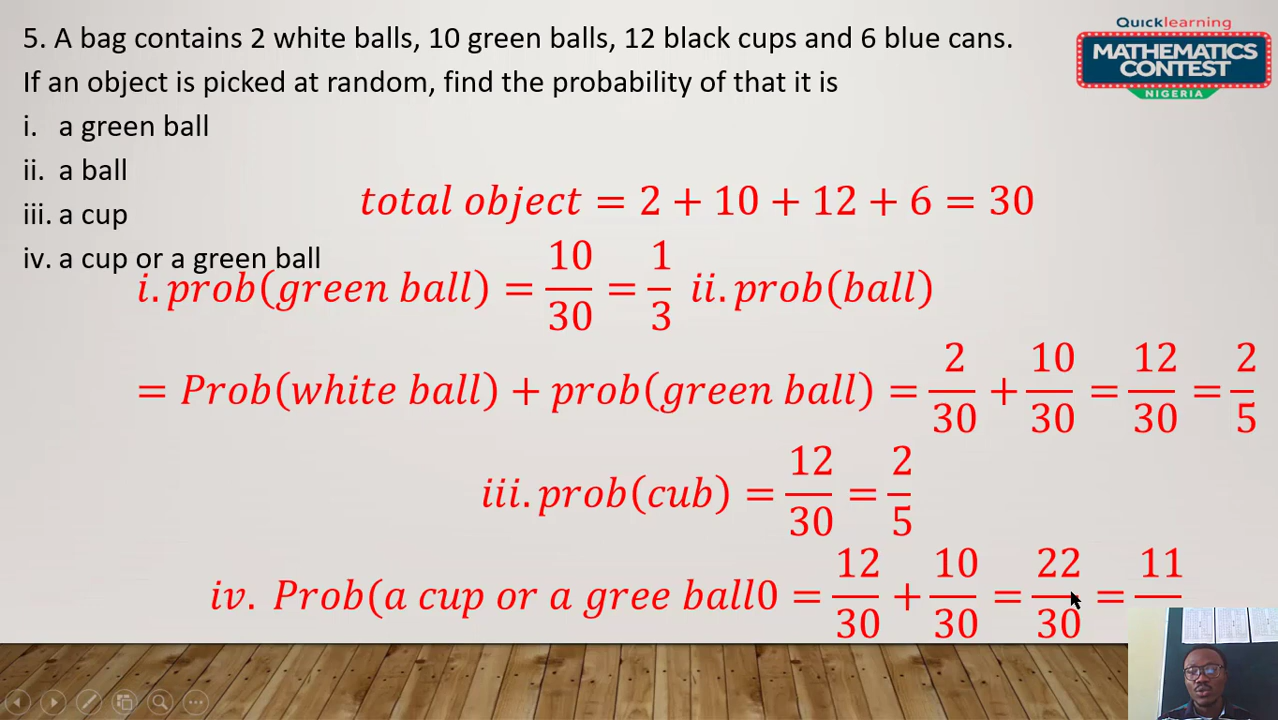 5. A bag contains 2 white balls, 10 green balls, 12 black cups and 6 blue cans.
If an object is picked at random, find the probability of that it is
i. a green ball
ii. a ball
iii. a cup
iv. a cup or a green ball
Quicklearning
MATHEMATICS
CONTEST
NIGERIA
total object = 2 + 10 + 12 + 6 = 30
i. prob(green ball) = 10/30 = 1/3 ii. prob(ball)
= Prob(white ball) + prob(green ball) = 2/30 + 10/30 = 12/30 = 2/5
iii. prob(cub) = 12/30 = 2/5
iv. Prob(a cup or a gree ball0 = 12/30 + 10/30 = 22/30 = 11